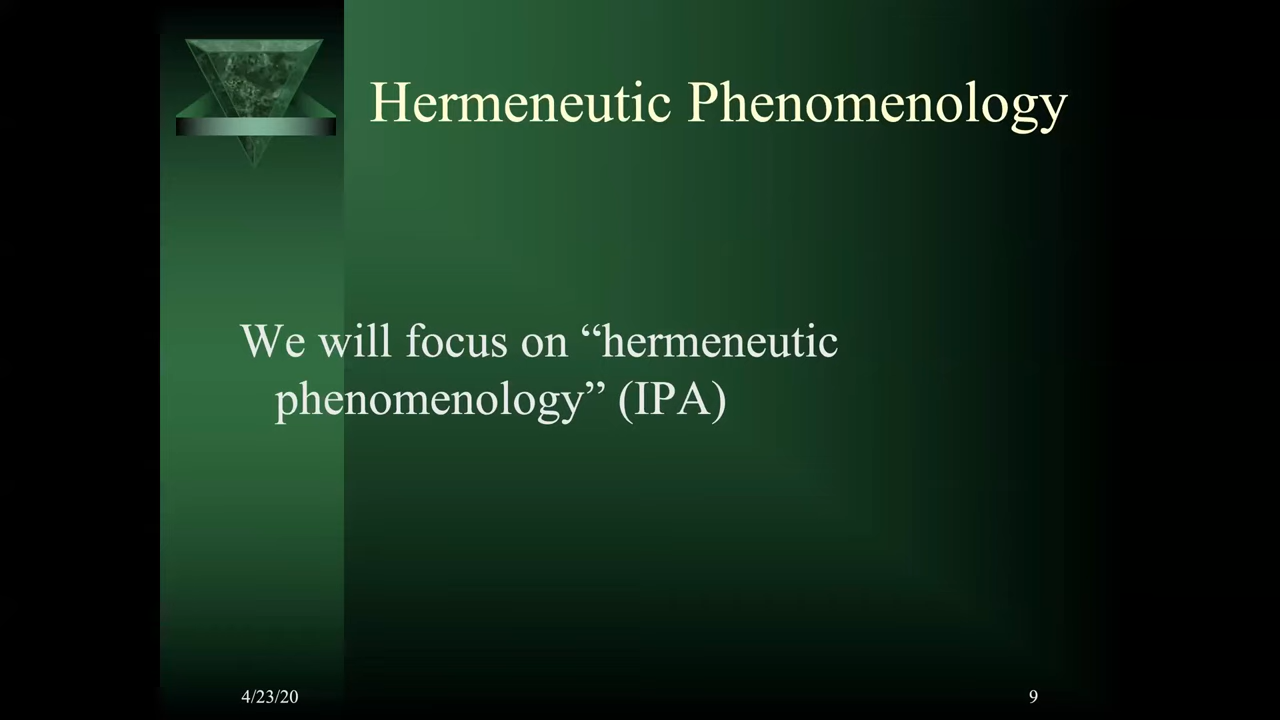 Hermeneutic Phenomenology
We will focus on “hermeneutic
phenomenology” (IPA)
4/23/20
9